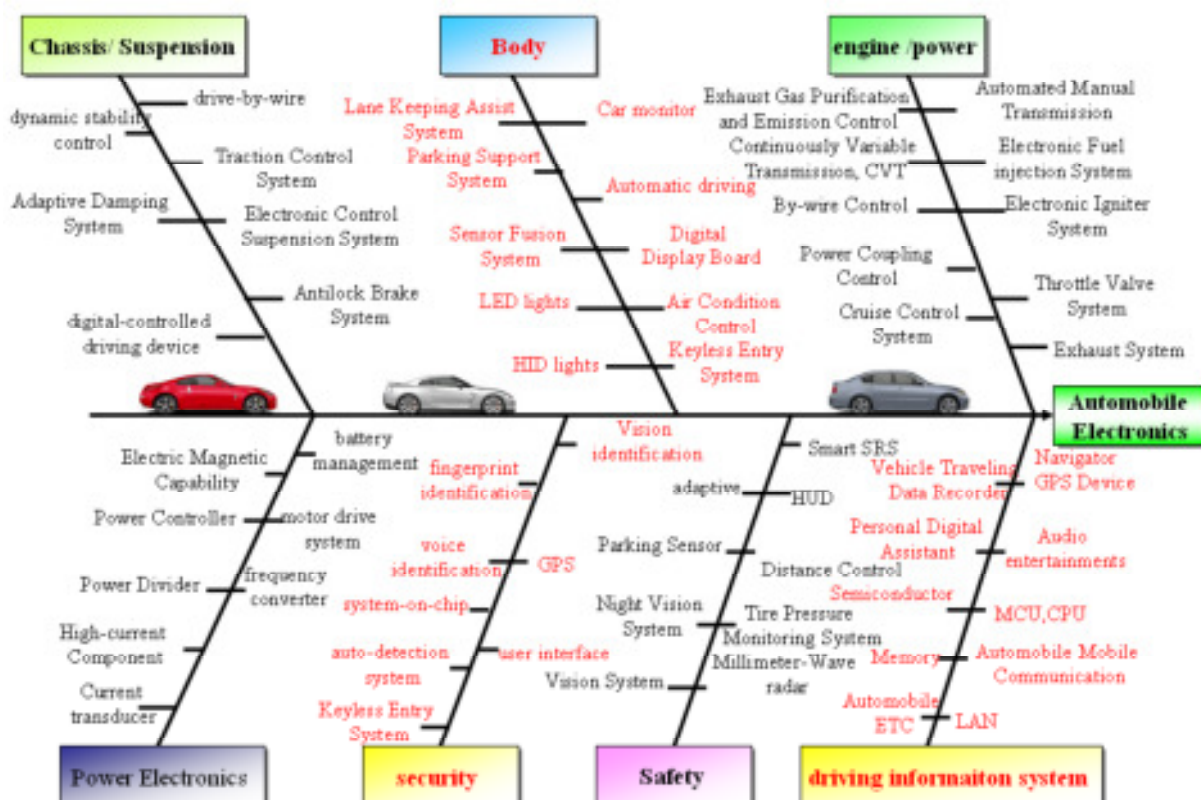 Chassis/ Suspension
drive-by-wire
dynamic stability
control
Traction Control
System
Adaptive Damping
System
Electronic Control
Suspension System
Antilock Brake
System
digital-controlled
driving device
Body
Lane Keeping Assist
System
Car monitor
Parking Support
System
Automatic driving
Sensor Fusion
System
Digital
Display Board
LED lights
Air Condition
Control
HID lights
Keyless Entry
System
engine /power
Exhaust Gas Purification
and Emission Control
Automated Manual
Transmission
Continuously Variable
Transmission, CVT
Electronic Fuel
injection System
By-wire Control
Electronic Igniter
System
Power Coupling
Control
Throttle Valve
System
Cruise Control
System
Exhaust System
Automobile
Electronics
battery
management
Electric Magnetic
Capability
Power Controller
motor drive
system
Power Divider
frequency
converter
High-current
Component
Current
transducer
Power Electronics
Vision
identification
fingerprint
identification
voice
identification
GPS
system-on-chip
user interface
auto-detection
system
Keyless Entry
System
security
Smart SRS
adaptive
HUD
Parking Sensor
Distance Control
Night Vision
System
Tire Pressure
Monitoring System
Millimeter-Wave
radar
Vision System
Safety
Vehicle Traveling
Data Recorder
Navigator
GPS Device
Personal Digital
Assistant
Audio
entertainments
Semiconductor
MCU,CPU
Memory
Automobile Mobile
Communication
Automobile
ETC
LAN
driving informaiton system